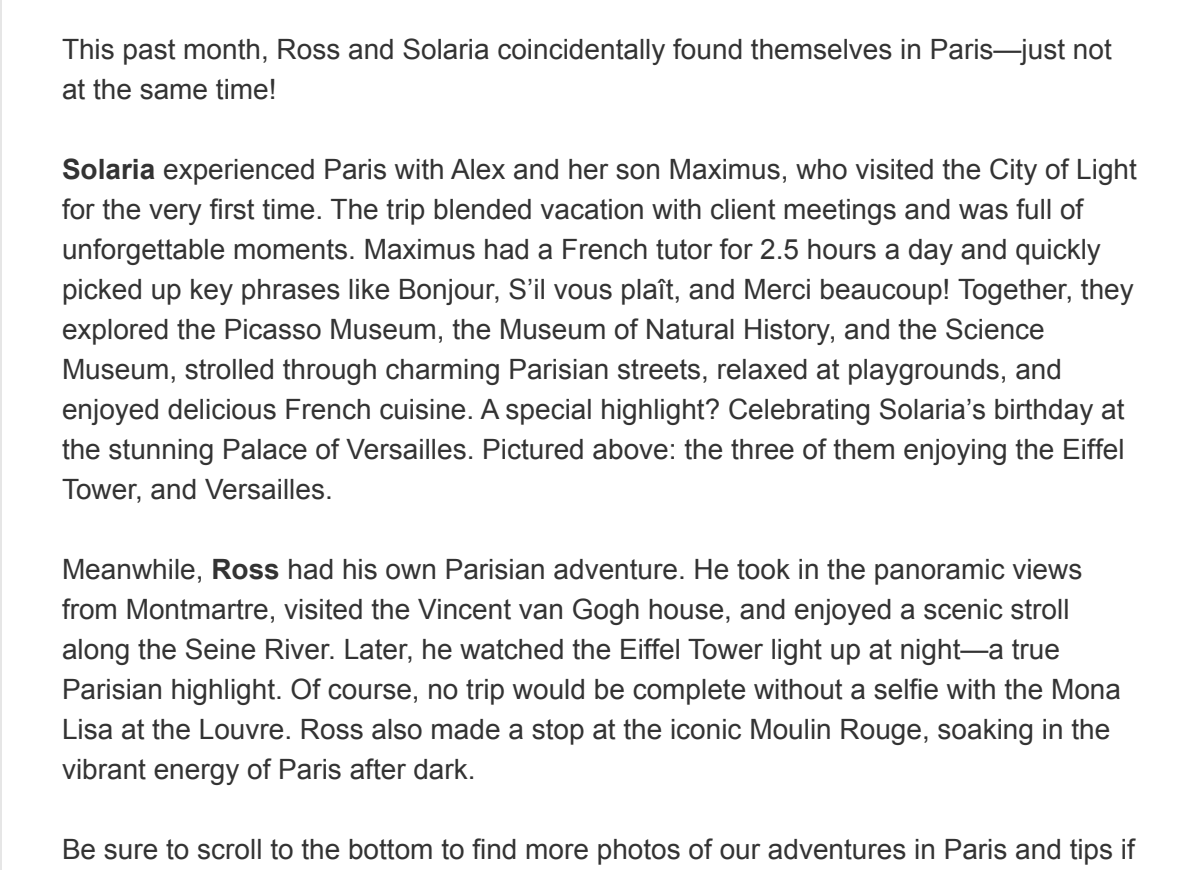 This past month, Ross and Solaria coincidentally found themselves in Paris—just not
at the same time!
Solaria experienced Paris with Alex and her son Maximus, who visited the City of Light
for the very first time. The trip blended vacation with client meetings and was full of
unforgettable moments. Maximus had a French tutor for 2.5 hours a day and quickly
picked up key phrases like Bonjour, S’il vous plaît, and Merci beaucoup! Together, they
explored the Picasso Museum, the Museum of Natural History, and the Science
Museum, strolled through charming Parisian streets, relaxed at playgrounds, and
enjoyed delicious French cuisine. A special highlight? Celebrating Solaria’s birthday at
the stunning Palace of Versailles. Pictured above: the three of them enjoying the Eiffel
Tower, and Versailles.
Meanwhile, Ross had his own Parisian adventure. He took in the panoramic views
from Montmartre, visited the Vincent van Gogh house, and enjoyed a scenic stroll
along the Seine River. Later, he watched the Eiffel Tower light up at night—a true
Parisian highlight. Of course, no trip would be complete without a selfie with the Mona
Lisa at the Louvre. Ross also made a stop at the iconic Moulin Rouge, soaking in the
vibrant energy of Paris after dark.
Be sure to scroll to the bottom to find more photos of our adventures in Paris and tips if